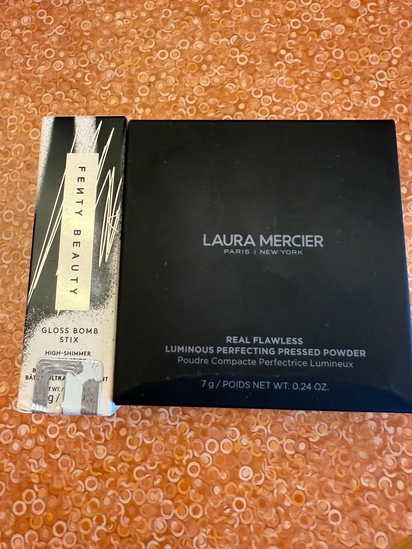 FEИTY BEAUTY
GLOSS BOMB
STIX
HIGH-SHIMMER
LAURA MERCIER
PARIS | NEW YORK
REAL FLAWLESS
LUMINOUS PERFECTING PRESSED POWDER
Poudre Compacte Perfectrice Lumineux
7 g / POIDS NET WT. 0.24 OZ.